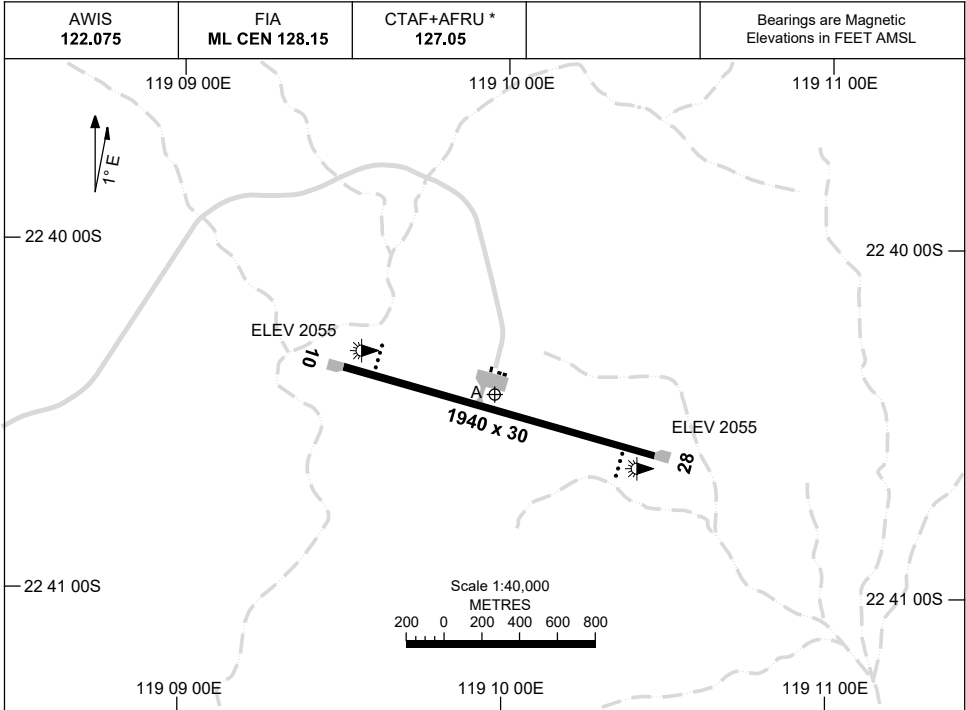 AWIS
122.075
FIA
ML CEN 128.15
CTAF+AFRU *
127.05
Bearings are Magnetic
Elevations in FEET AMSL
119 09 00E
119 10 00E
119 11 00E
1° E
22 40 00S
22 40 00S
ELEV 2055
10
A
1940 x 30
ELEV 2055
28
22 41 00S
22 41 00S
Scale 1:40,000
METRES
200 0 200 400 600 800
119 09 00E
119 10 00E
119 11 00E